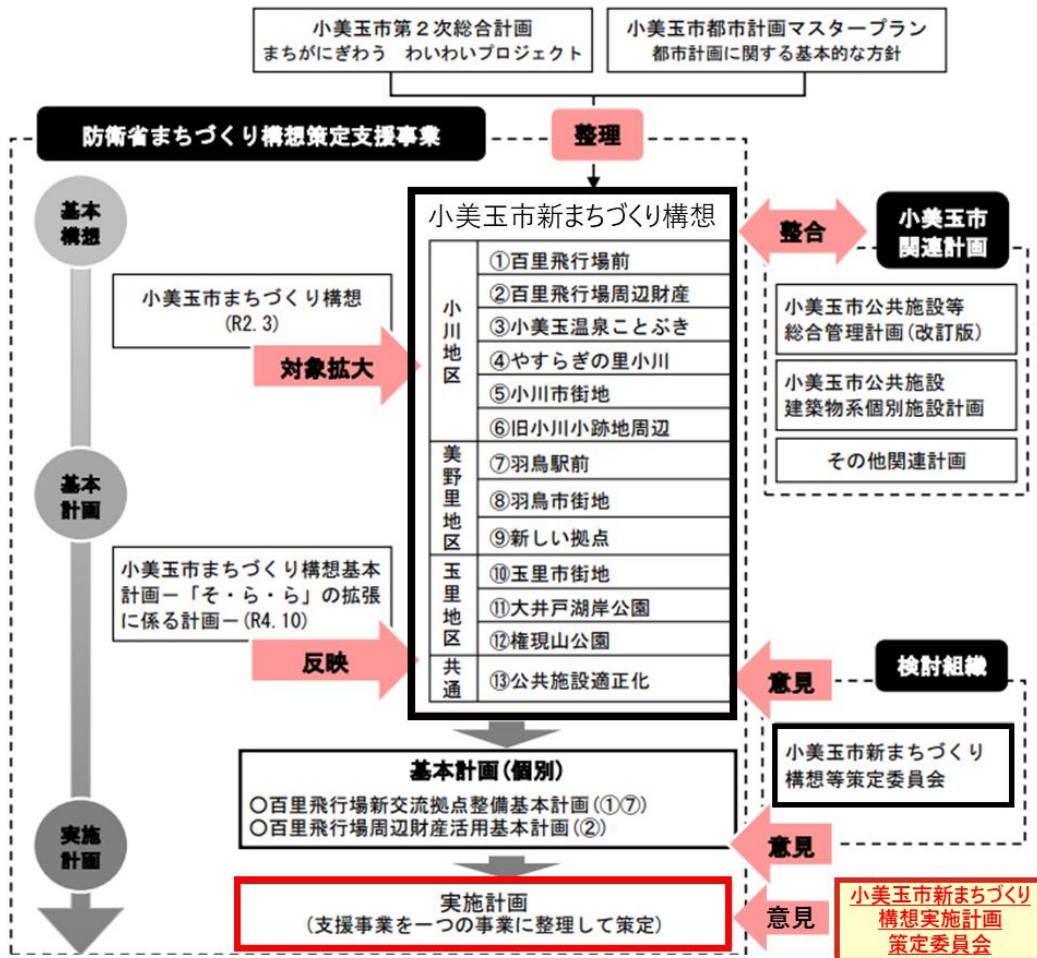 小美玉市第２次総合計画
まちがにぎわう　わいわいプロジェクト
小美玉市都市計画マスタープラン
都市計画に関する基本的な方針
防衛省まちづくり構想策定支援事業
整理
基本
構想
基本
計画
実施
計画
小美玉市まちづくり構想
(R2.3)
対象拡大
小美玉市まちづくり構想基本
計画－「そ・ら・ら」の拡張
に係る計画－(R4.10)
反映
小美玉市新まちづくり構想
小川地区
①百里飛行場前
②百里飛行場周辺財産
③小美玉温泉ことぶき
④やすらぎの里小川
⑤小川市街地
⑥旧小川小跡地周辺
美野里地区
⑦羽鳥駅前
⑧羽鳥市街地
⑨新しい拠点
玉里地区
⑩玉里市街地
⑪大井戸湖岸公園
⑫権現山公園
共通
⑬公共施設適正化
整合
小美玉市
関連計画
小美玉市公共施設等
総合管理計画(改訂版)
小美玉市公共施設
建築物系個別施設計画
その他関連計画
意見
検討組織
小美玉市新まちづくり
構想等策定委員会
基本計画(個別)
○百里飛行場新交流拠点整備基本計画(①⑦)
○百里飛行場周辺財産活用基本計画(②)
意見
実施計画
(支援事業を一つの事業に整理して策定)
意見
小美玉市新まちづくり
構想実施計画
策定委員会